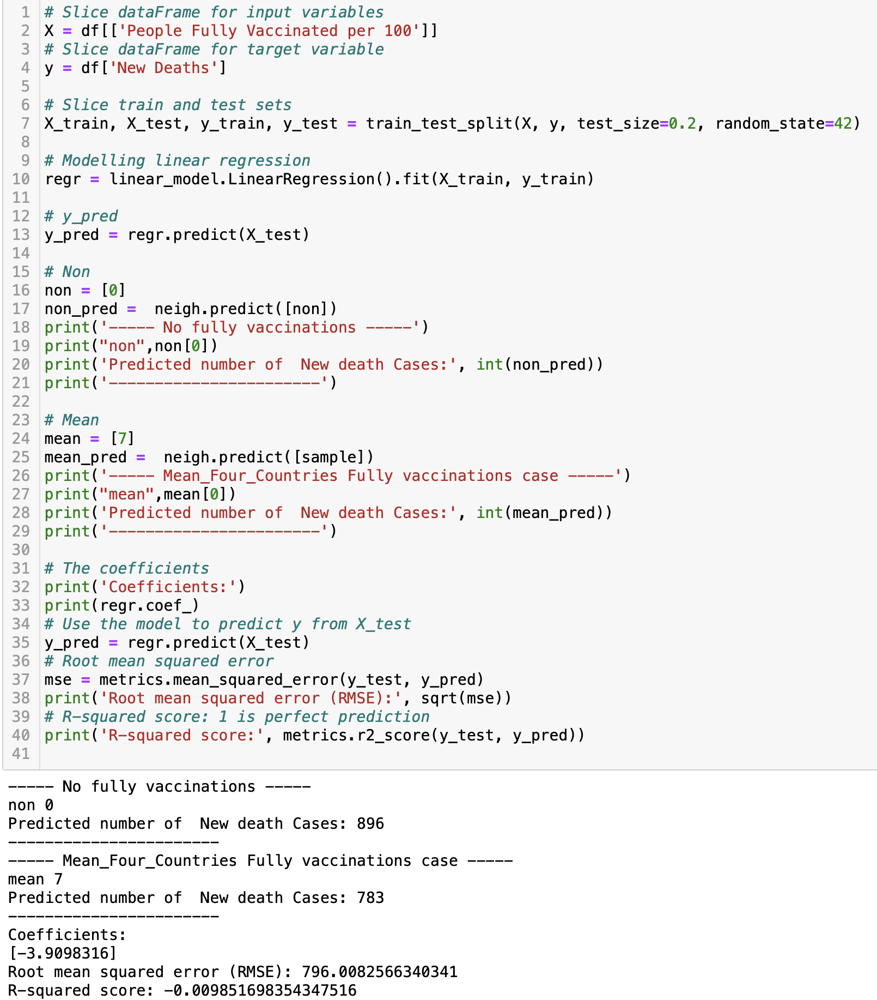 1 # Slice dataFrame for input variables
2 X = df[['People Fully Vaccinated per 100']]
3 # Slice dataFrame for target variable
4 y = df['New Deaths']
5
6 # Slice train and test sets
7 X_train, X_test, y_train, y_test = train_test_split(X, y, test_size=0.2, random_state=42)
8
9 # Modelling linear regression
10 regr = linear_model.LinearRegression().fit(X_train, y_train)
11
12 # y_pred
13 y_pred = regr.predict(X_test)
14
15 # Non
16 non = [0]
17 non_pred =  neigh.predict([non])
18 print('----- No fully vaccinations -----')
19 print("non",non[0])
20 print('Predicted number of  New death Cases:', int(non_pred))
21 print('-----------------------')
22
23 # Mean
24 mean = [7]
25 mean_pred =  neigh.predict([sample])
26 print('----- Mean_Four_Countries Fully vaccinations case -----')
27 print("mean",mean[0])
28 print('Predicted number of  New death Cases:', int(mean_pred))
29 print('-----------------------')
30
31 # The coefficients
32 print('Coefficients:')
33 print(regr.coef_)
34 # Use the model to predict y from X_test
35 y_pred = regr.predict(X_test)
36 # Root mean squared error
37 mse = metrics.mean_squared_error(y_test, y_pred)
38 print('Root mean squared error (RMSE):', sqrt(mse))
39 # R-squared score: 1 is perfect prediction
40 print('R-squared score:', metrics.r2_score(y_test, y_pred))
41
----- No fully vaccinations -----
non 0
Predicted number of  New death Cases: 896
-----------------------
----- Mean_Four_Countries Fully vaccinations case -----
mean 7
Predicted number of  New death Cases: 783
-----------------------
Coefficients:
[-3.9098316]
Root mean squared error (RMSE): 796.0082566340341
R-squared score: -0.009851698354347516